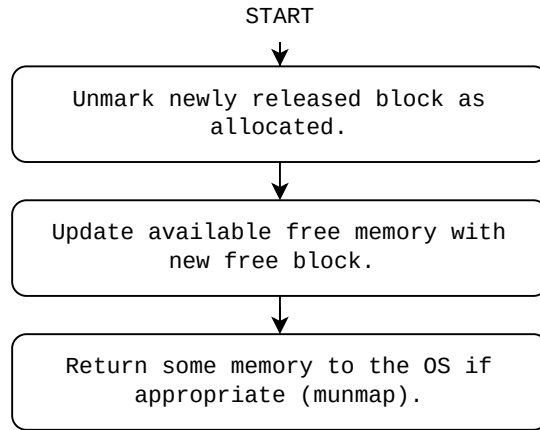 START
Unmark newly released block as
allocated.
Update available free memory with
new free block.
Return some memory to the OS if
appropriate (munmap).